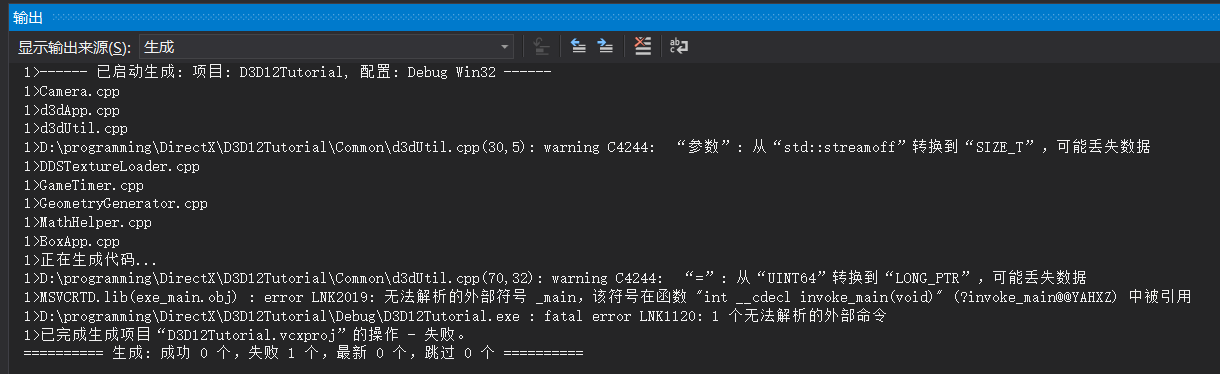 输出
显示输出来源(S): 生成
1>------ 已启动生成: 项目: D3D12Tutorial, 配置: Debug Win32 ------
1>Camera.cpp
1>d3dApp.cpp
1>d3dUtil.cpp
1>D:\programming\DirectX\D3D12Tutorial\Common\d3dUtil.cpp(30,5): warning C4244: “参数”: 从“std::streamoff”转换到“SIZE_T”，可能丢失数据
1>DDSTextureLoader.cpp
1>GameTimer.cpp
1>GeometryGenerator.cpp
1>MathHelper.cpp
1>BoxApp.cpp
1>正在生成代码...
1>D:\programming\DirectX\D3D12Tutorial\Common\d3dUtil.cpp(70,32): warning C4244: “=”: 从“UINT64”转换到“LONG_PTR”，可能丢失数据
1>MSVCRTD.lib(exe_main.obj) : error LNK2019: 无法解析的外部符号 _main，该符号在函数 "int __cdecl invoke_main(void)" (?invoke_main@@YAHXZ) 中被引用
1>D:\programming\DirectX\D3D12Tutorial\Debug\D3D12Tutorial.exe : fatal error LNK1120: 1 个无法解析的外部命令
1>已完成生成项目“D3D12Tutorial.vcxproj”的操作 - 失败。
========== 生成: 成功 0 个，失败 1 个，最新 0 个，跳过 0 个 ==========